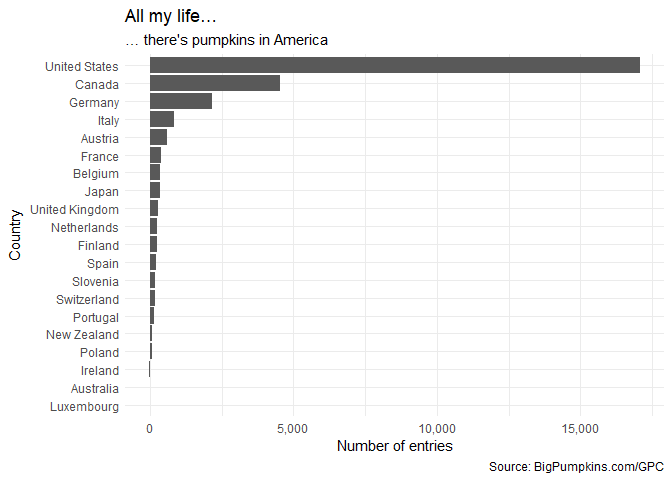 All my life…
… there's pumpkins in America
Country
United States
Canada
Germany
Italy
Austria
France
Belgium
Japan
United Kingdom
Netherlands
Finland
Spain
Slovenia
Switzerland
Portugal
New Zealand
Poland
Ireland
Australia
Luxembourg
0 5,000 10,000 15,000
Number of entries
Source: BigPumpkins.com/GPC